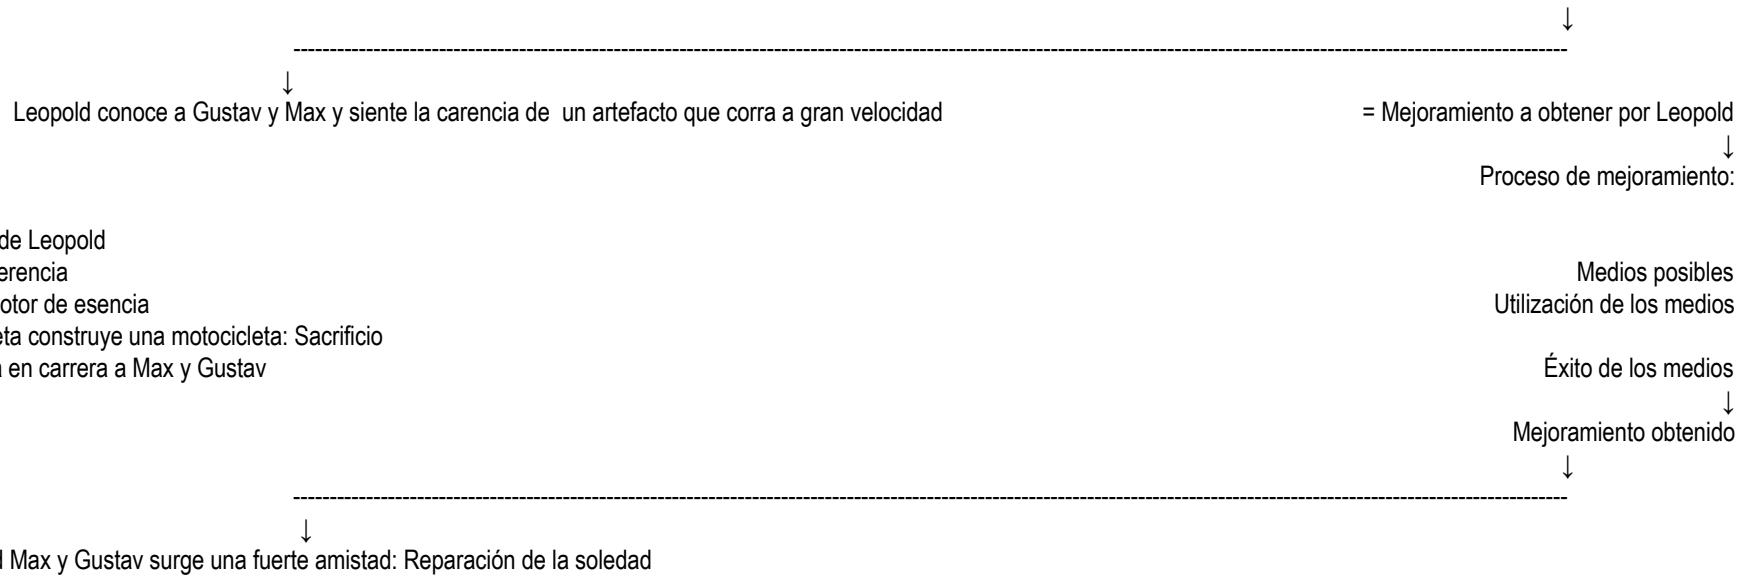 ↓
--------------------------------------------------------------------------------
↓
Leopold conoce a Gustav y Max y siente la carencia de un artefacto que corra a gran velocidad = Mejoramiento a obtener por Leopold
↓
Proceso de mejoramiento:
de Leopold
erencia Medios posibles
otor de esencia Utilización de los medios
eta construye una motocicleta: Sacrificio
en carrera a Max y Gustav Éxito de los medios
↓
Mejoramiento obtenido
↓
--------------------------------------------------------------------------------
↓
Max y Gustav surge una fuerte amistad: Reparación de la soledad